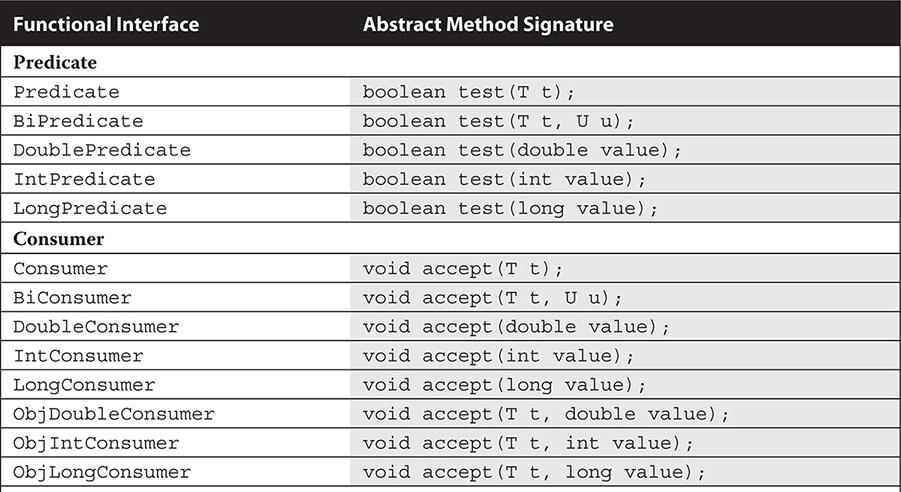 Functional Interface Abstract Method Signature
Predicate
Predicate boolean test(T t);
BiPredicate boolean test(T t, U u);
DoublePredicate boolean test(double value);
IntPredicate boolean test(int value);
LongPredicate boolean test(long value);
Consumer
Consumer void accept(T t);
BiConsumer void accept(T t, U u);
DoubleConsumer void accept(double value);
IntConsumer void accept(int value);
LongConsumer void accept(long value);
ObjDoubleConsumer void accept(T t, double value);
ObjIntConsumer void accept(T t, int value);
ObjLongConsumer void accept(T t, long value);